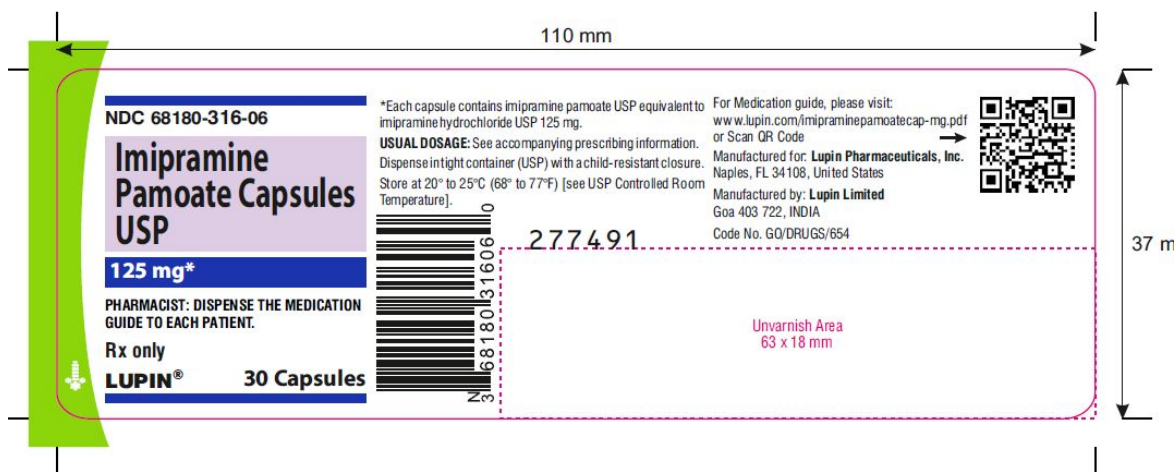 110 mm
NDC 68180-316-06
Imipramine
Pamoate Capsules
USP
125 mg*
PHARMACIST: DISPENSE THE MEDICATION
GUIDE TO EACH PATIENT.
Rx only
LUPIN®
30 Capsules
*Each capsule contains imipramine pamoate USP equivalent to
imipramine hydrochloride USP 125 mg.
USUAL DOSAGE: See accompanying prescribing information.
Dispense in tight container (USP) with a child-resistant closure.
Store at 20° to 25°C (68° to 77°F) [see USP Controlled Room
Temperature].
N
3 68180 31606 0
277491
For Medication guide, please visit:
www.lupin.com/imipraminepamoatecap-mg.pdf
or Scan QR Code
Manufactured for: Lupin Pharmaceuticals, Inc.
Naples, FL 34108, United States
Manufactured by: Lupin Limited
Goa 403 722, INDIA
Code No. GO/DRUGS/654
Unvarnish Area
63 x 18 mm
37 m